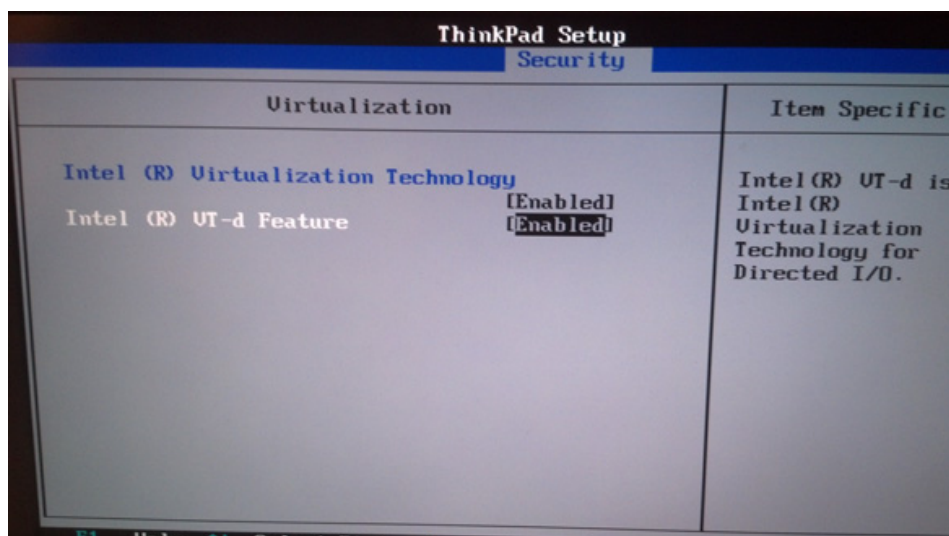 ThinkPad Setup
Security
Virtualization
Item Specific
Intel (R) Virtualization Technology
[Enabled]
Intel (R) VT-d Feature [Enabled]
Intel(R) VT-d is
Intel(R)
Virtualization
Technology for
Directed I/O.